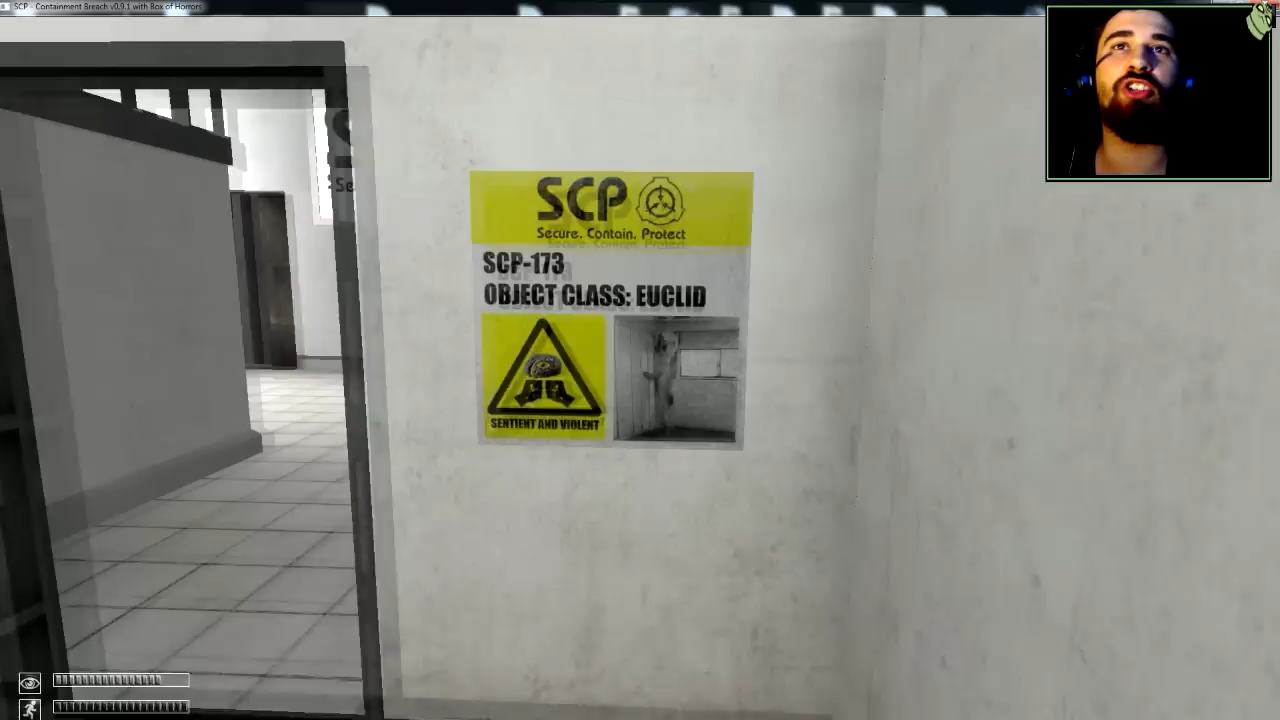 SCP - Containment Breach v0.9.1 with Box of Horrors
Se
SCP
Secure. Contain. Protect
SCP-173
OBJECT CLASS: EUCLID
SENTIENT AND VIOLENT